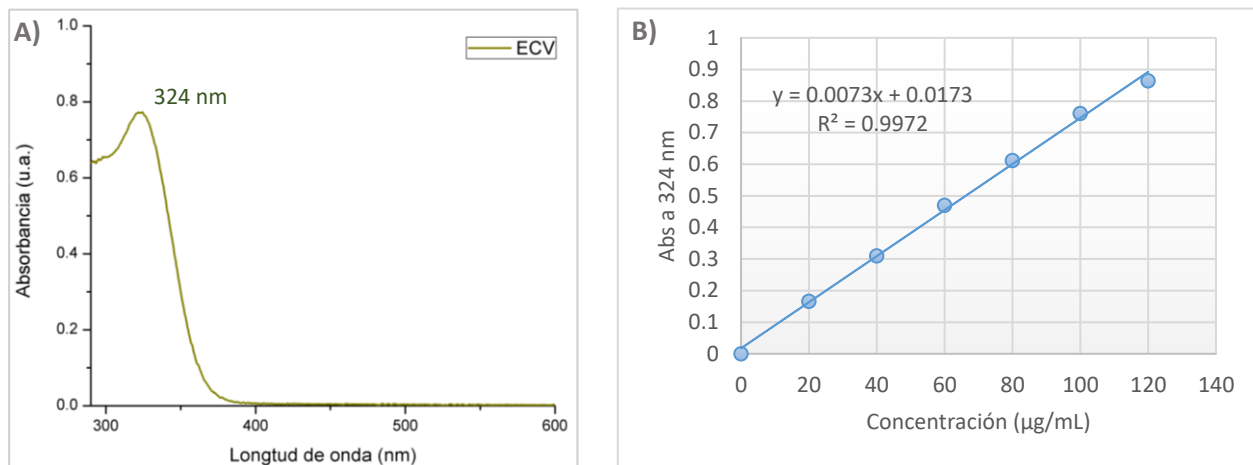 A)
1.0
0.8
0.6
0.4
0.2
0.0
Absorbancia (u.a.)
ECV
324 nm
300
400
500
600
Longtud de onda (nm)
B)
1
0.9
0.8
0.7
0.6
0.5
0.4
0.3
0.2
0.1
0
Abs a 324 nm
y = 0.0073x + 0.0173
R² = 0.9972
0
20
40
60
80
100
120
140
Concentración (µg/mL)